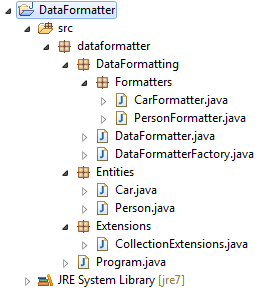 DataFormatter
src
dataformatter
DataFormatting
Formatters
CarFormatter.java
PersonFormatter.java
DataFormatter.java
DataFormatterFactory.java
Entities
Car.java
Person.java
Extensions
CollectionExtensions.java
Program.java
JRE System Library [jre7]